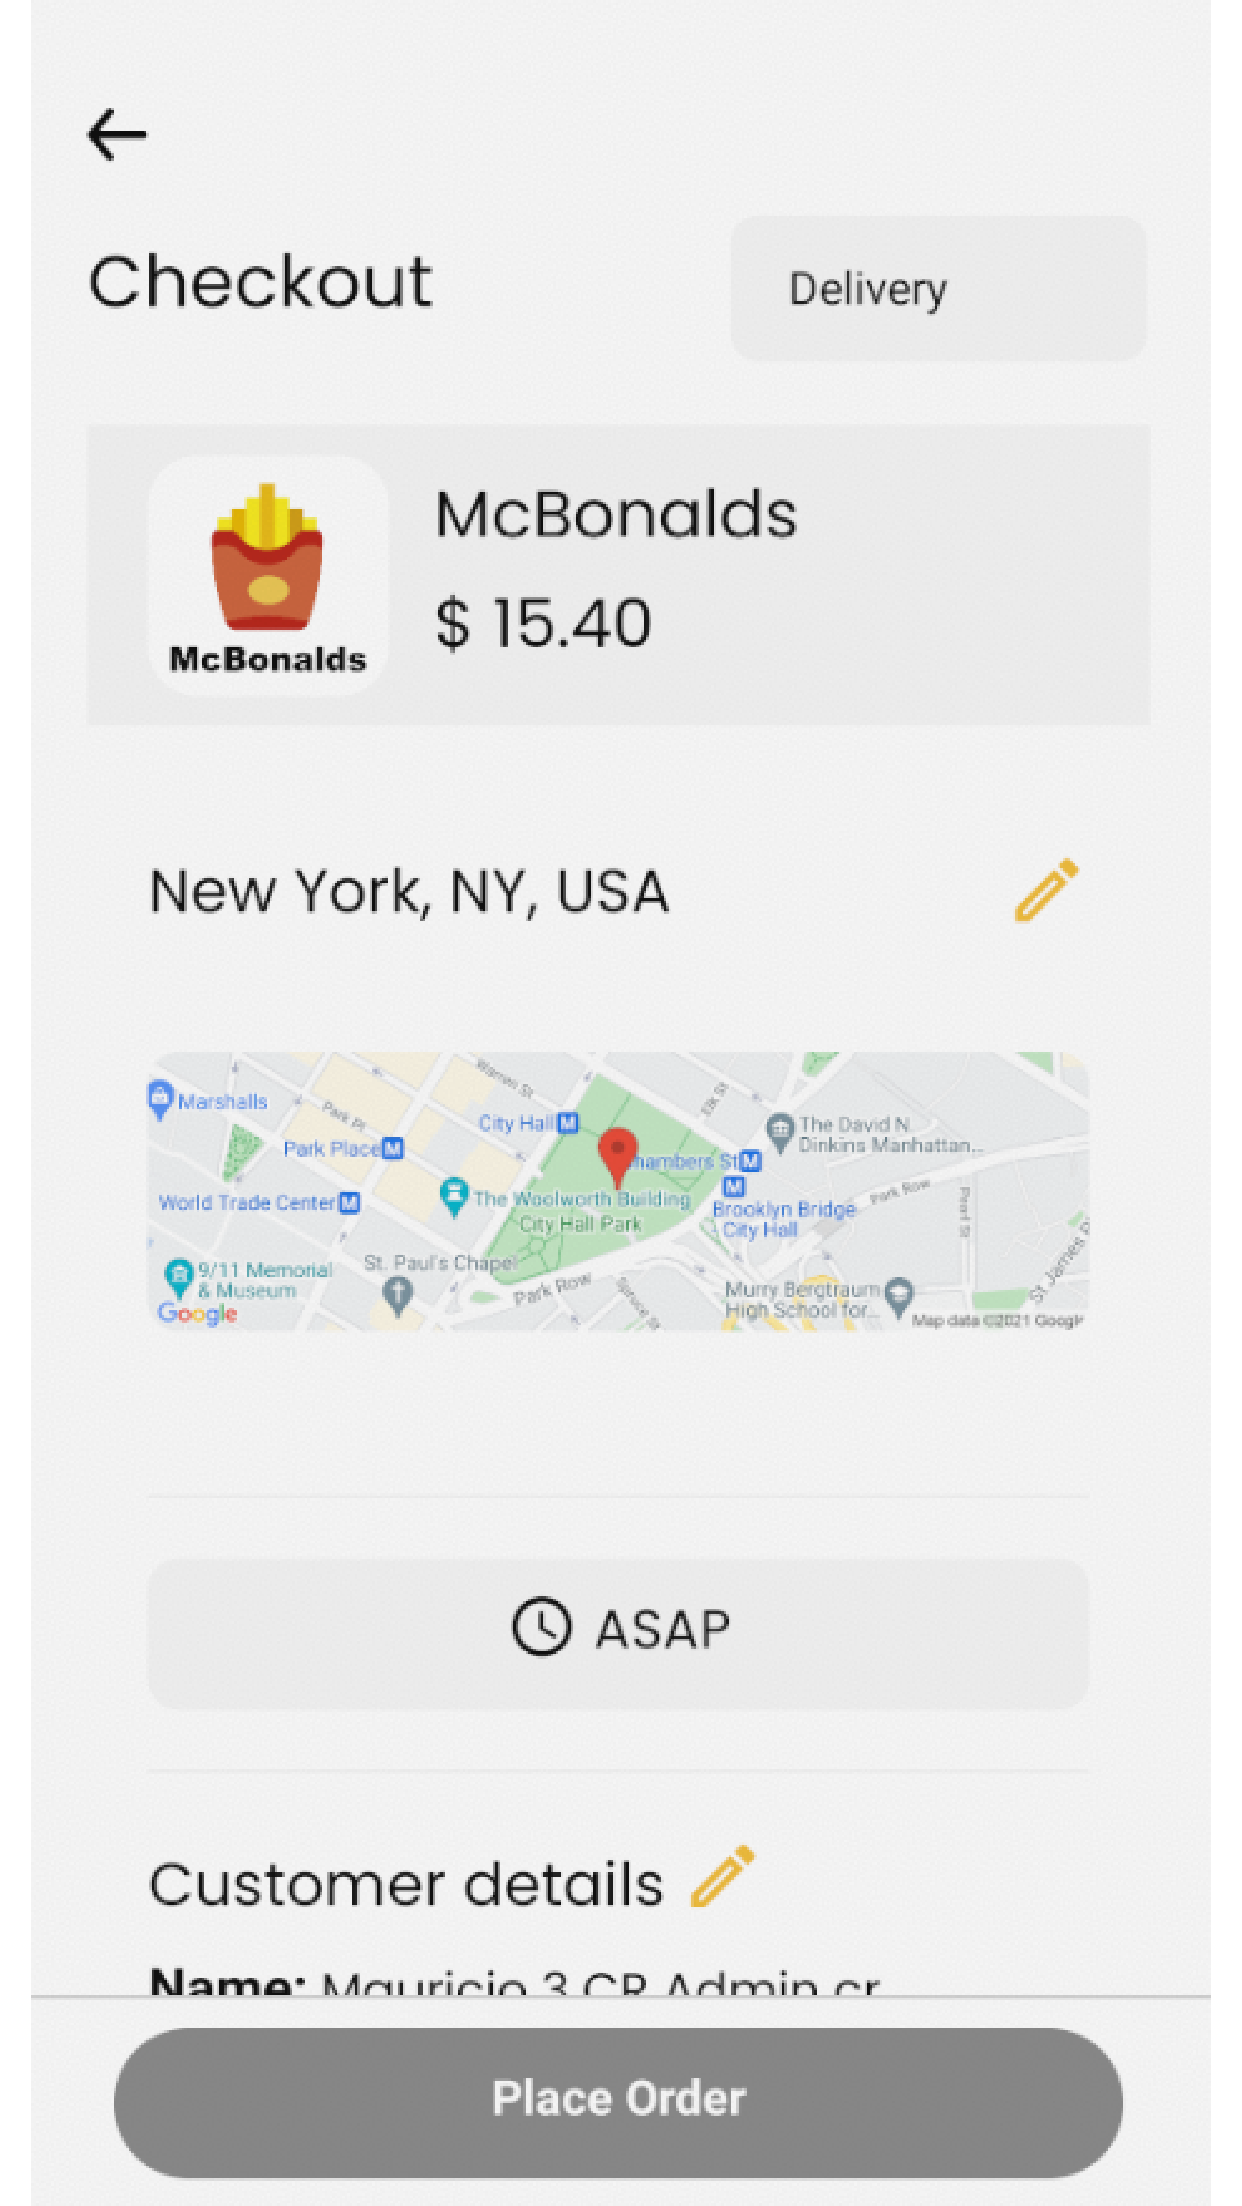 Checkout
Delivery
McBonalds
$ 15.40
McBonalds
New York, NY, USA
Warren St
Elk St
Marshalls
Park Pl
City Hall M
The David N.
Dinkins Manhattan...
Park Place M
hambers St M
M
World Trade Center M
The Woolworth Building
Park Row
Pearl St
Brooklyn Bridge
City Hall Park
City Hall
9/11 Memorial
& Museum
St. Paul's Chapel
Park Row
Spruce St
Murry Bergtraum
High School for...
St James
Google
Map data ©2021 Google
ASAP
Customer details
Name: Mauricio 3 CR Admin cr
Place Order